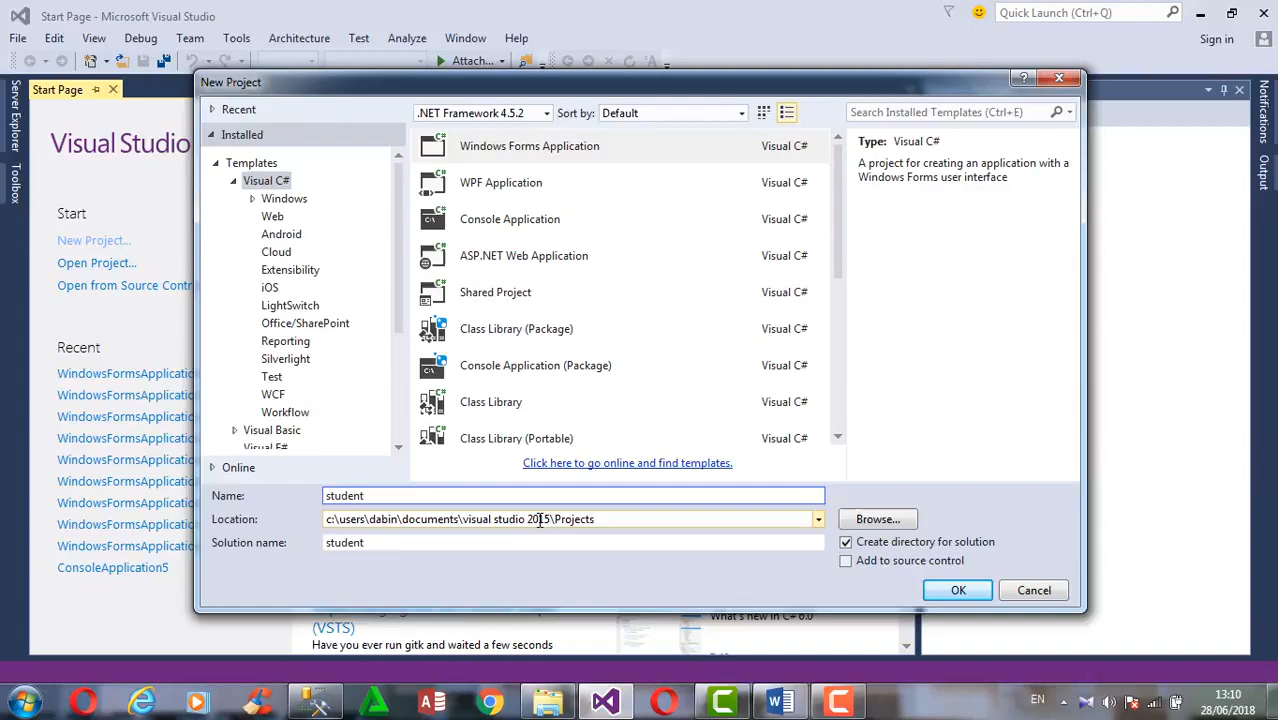 Start Page - Microsoft Visual Studio
Quick Launch (Ctrl+Q)
File Edit View Debug Team Tools Architecture Test Analyze Window Help
Sign in
Attach...
Server Explorer
Toolbox
Notifications
Output
Start Page
Visual Studio
Start
New Project...
Open Project...
Open from Source Contr
Recent
WindowsFormsApplicatio
WindowsFormsApplicatio
WindowsFormsApplicatio
WindowsFormsApplicatio
WindowsFormsApplicatio
WindowsFormsApplicatio
WindowsFormsApplicatio
WindowsFormsApplicatio
WindowsFormsApplicatio
ConsoleApplication5
New Project
?
Recent
Installed
Templates
Visual C#
Windows
Web
Android
Cloud
Extensibility
iOS
LightSwitch
Office/SharePoint
Reporting
Silverlight
Test
WCF
Workflow
Visual Basic
Visual F#
Online
.NET Framework 4.5.2
Sort by: Default
Search Installed Templates (Ctrl+E)
Windows Forms Application Visual C#
WPF Application Visual C#
Console Application Visual C#
ASP.NET Web Application Visual C#
Shared Project Visual C#
Class Library (Package) Visual C#
Console Application (Package) Visual C#
Class Library Visual C#
Class Library (Portable) Visual C#
Click here to go online and find templates.
Type: Visual C#
A project for creating an application with a
Windows Forms user interface
Name: student
Location: c:\users\dabin\documents\visual studio 2015\Projects
Browse...
Solution name: student
Create directory for solution
Add to source control
OK
Cancel
(VSTS)
Have you ever run gitk and waited a few seconds
What's new in C# 6.0
EN
13:10
28/06/2018